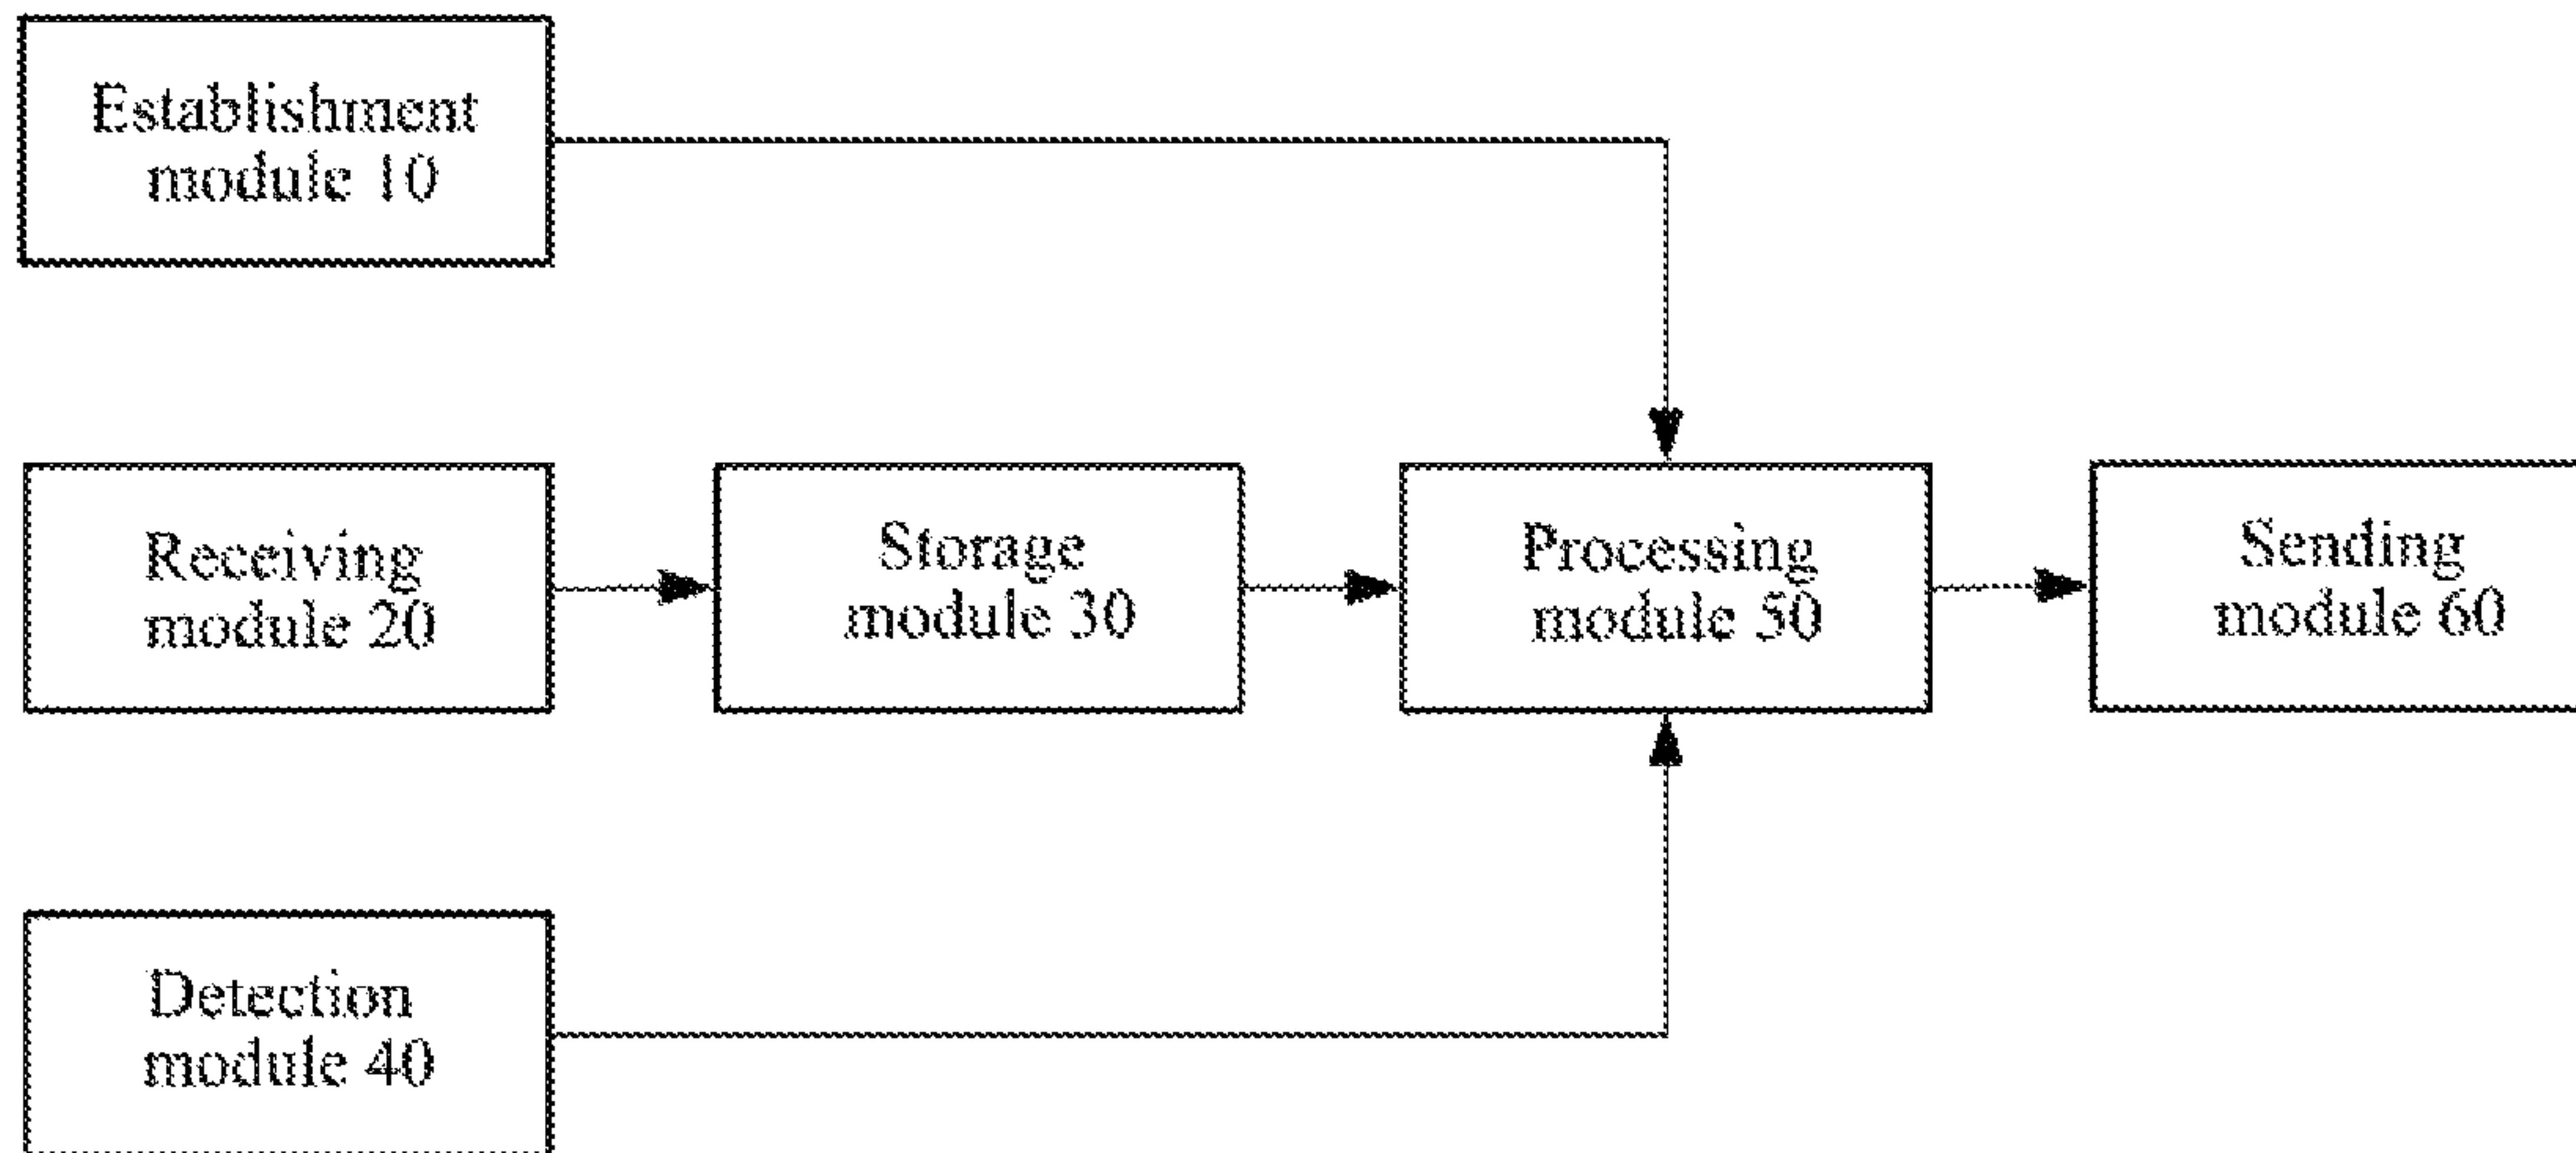 Establishment
module 10
Receiving
module 20
Storage
module 30
Processing
module 50
Sending
module 60
Detection
module 40